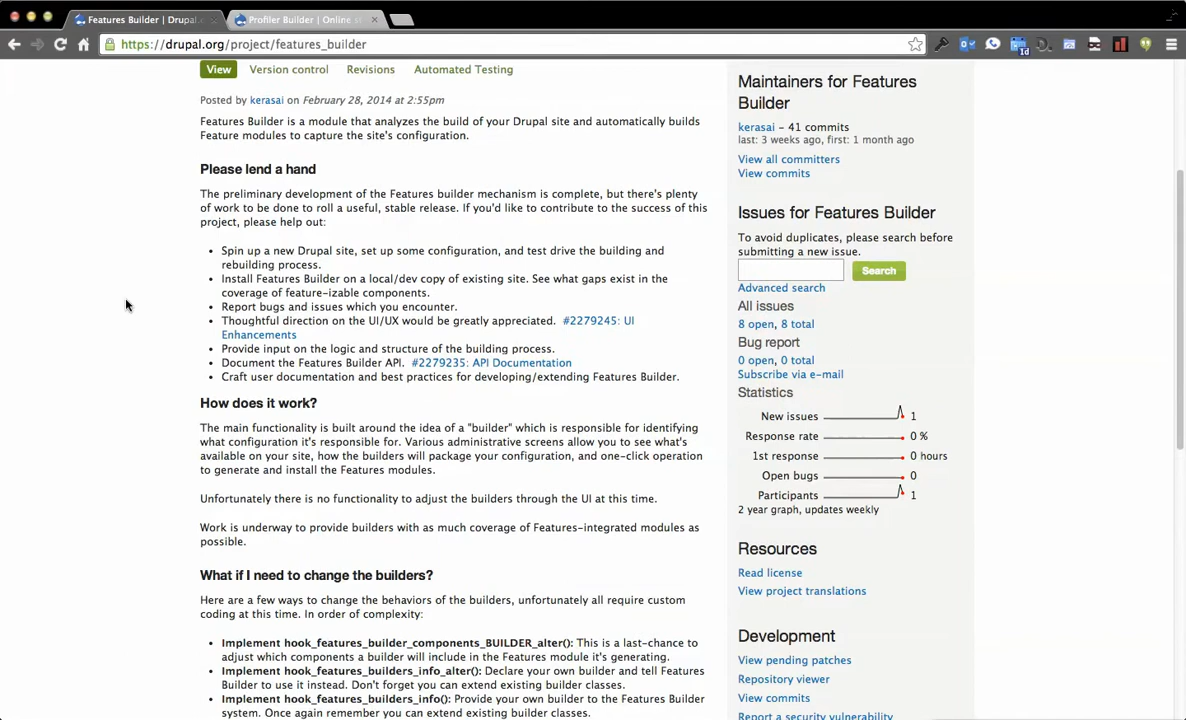 Features Builder | Drupal.o
Profiler Builder | Online s
https://drupal.org/project/features_builder
1d
View
Version control
Revisions
Automated Testing
Posted by kerasai on February 28, 2014 at 2:55pm
Features Builder is a module that analyzes the build of your Drupal site and automatically builds
Feature modules to capture the site's configuration.
Please lend a hand
The preliminary development of the Features builder mechanism is complete, but there's plenty
of work to be done to roll a useful, stable release. If you'd like to contribute to the success of this
project, please help out:
• Spin up a new Drupal site, set up some configuration, and test drive the building and
rebuilding process.
• Install Features Builder on a local/dev copy of existing site. See what gaps exist in the
coverage of feature-izable components.
• Report bugs and issues which you encounter.
• Thoughtful direction on the UI/UX would be greatly appreciated. #2279245: UI
Enhancements
• Provide input on the logic and structure of the building process.
• Document the Features Builder API. #2279235: API Documentation
• Craft user documentation and best practices for developing/extending Features Builder.
How does it work?
The main functionality is built around the idea of a "builder" which is responsible for identifying
what configuration it's responsible for. Various administrative screens allow you to see what's
available on your site, how the builders will package your configuration, and one-click operation
to generate and install the Features modules.
Unfortunately there is no functionality to adjust the builders through the UI at this time.
Work is underway to provide builders with as much coverage of Features-integrated modules as
possible.
What if I need to change the builders?
Here are a few ways to change the behaviors of the builders, unfortunately all require custom
coding at this time. In order of complexity:
• Implement hook_features_builder_components_BUILDER_alter(): This is a last-chance to
adjust which components a builder will include in the Features module it's generating.
• Implement hook_features_builders_info_alter(): Declare your own builder and tell Features
Builder to use it instead. Don't forget you can extend existing builder classes.
• Implement hook_features_builders_info(): Provide your own builder to the Features Builder
system. Once again remember you can extend existing builder classes.
Maintainers for Features
Builder
kerasai – 41 commits
last: 3 weeks ago, first: 1 month ago
View all committers
View commits
Issues for Features Builder
To avoid duplicates, please search before
submitting a new issue.
Search
Advanced search
All issues
8 open, 8 total
Bug report
0 open, 0 total
Subscribe via e-mail
Statistics
New issues 1
Response rate 0 %
1st response 0 hours
Open bugs 0
Participants 1
2 year graph, updates weekly
Resources
Read license
View project translations
Development
View pending patches
Repository viewer
View commits
Report a security vulnerability